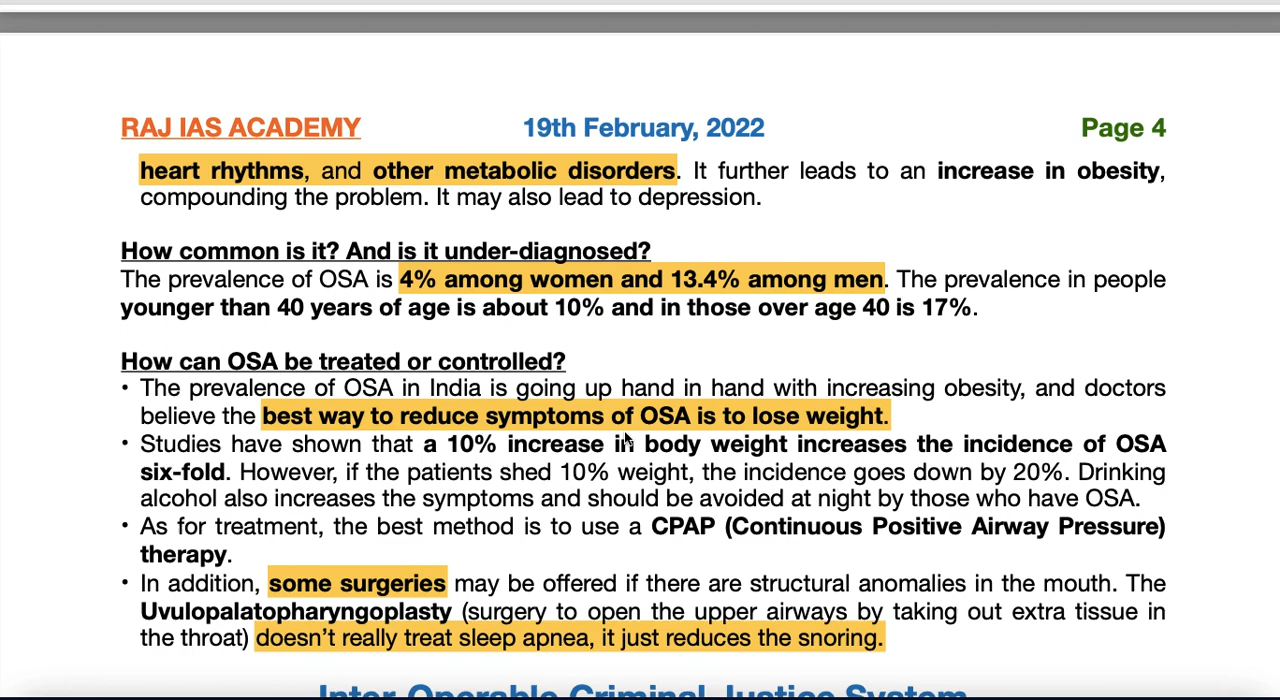 RAJ IAS ACADEMY 19th February, 2022 Page 4
heart rhythms, and other metabolic disorders. It further leads to an increase in obesity,
compounding the problem. It may also lead to depression.
How common is it? And is it under-diagnosed?
The prevalence of OSA is 4% among women and 13.4% among men. The prevalence in people
younger than 40 years of age is about 10% and in those over age 40 is 17%.
How can OSA be treated or controlled?
• The prevalence of OSA in India is going up hand in hand with increasing obesity, and doctors
believe the best way to reduce symptoms of OSA is to lose weight.
• Studies have shown that a 10% increase in body weight increases the incidence of OSA
six-fold. However, if the patients shed 10% weight, the incidence goes down by 20%. Drinking
alcohol also increases the symptoms and should be avoided at night by those who have OSA.
• As for treatment, the best method is to use a CPAP (Continuous Positive Airway Pressure)
therapy.
• In addition, some surgeries may be offered if there are structural anomalies in the mouth. The
Uvulopalatopharyngoplasty (surgery to open the upper airways by taking out extra tissue in
the throat) doesn’t really treat sleep apnea, it just reduces the snoring.
Inter-Operable Criminal Justice System